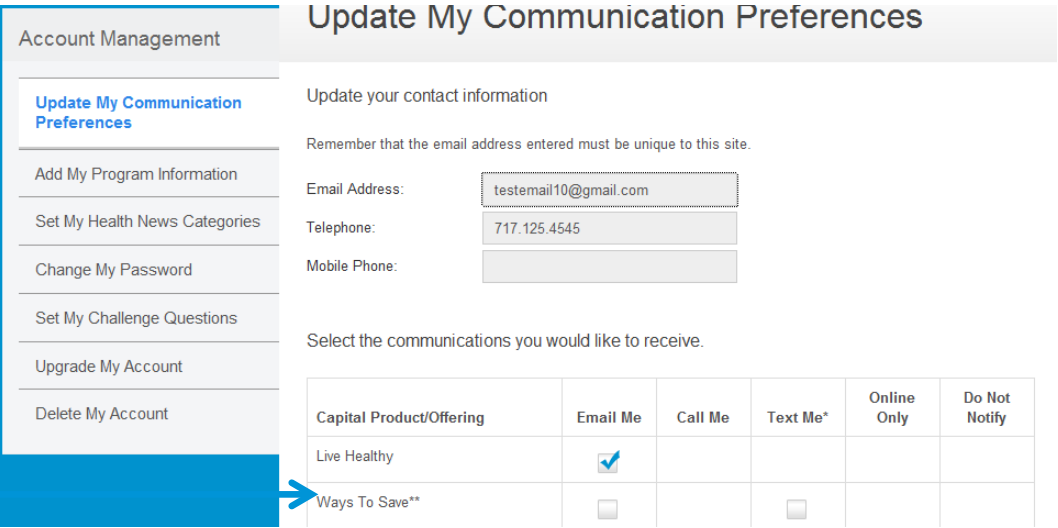 Update My Communication Preferences
Account Management
Update My Communication
Preferences
Add My Program Information
Set My Health News Categories
Change My Password
Set My Challenge Questions
Upgrade My Account
Delete My Account
Update your contact information
Remember that the email address entered must be unique to this site.
Email Address: testemail10@gmail.com
Telephone: 717.125.4545
Mobile Phone:
Select the communications you would like to receive.
Capital Product/Offering Email Me Call Me Text Me* Online Only Do Not Notify
Live Healthy
Ways To Save**